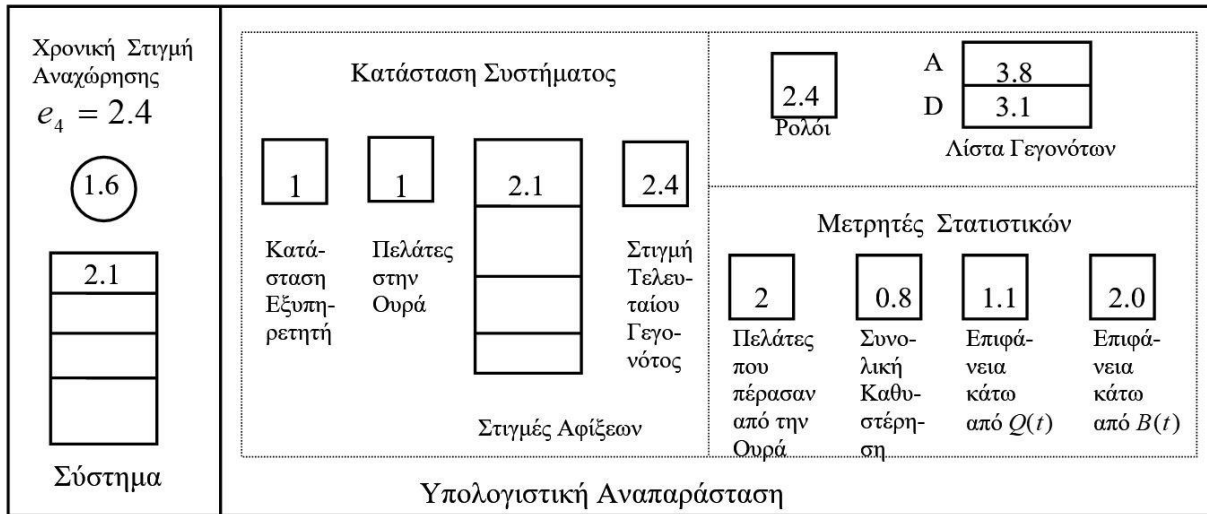 Χρονική Στιγμή
Αναχώρησης
e₄ = 2.4
1.6
2.1
Σύστημα
Κατάσταση Συστήματος
1
1
2.1
2.4
Κατά-
σταση
Εξυπη-
ρετητή
Πελάτες
στην
Ουρά
Στιγμή
Τελευ-
ταίου
Γεγο-
νότος
Στιγμές Αφίξεων
2.4
Ρολόι
A
3.8
D
3.1
Λίστα Γεγονότων
Μετρητές Στατιστικών
2
0.8
1.1
2.0
Πελάτες
που
πέρασαν
από την
Ουρά
Συνο-
λική
Καθυ-
στέρη-
ση
Επιφά-
νεια
κάτω
από Q(t)
Επιφά-
νεια
κάτω
από B(t)
Υπολογιστική Αναπαράσταση